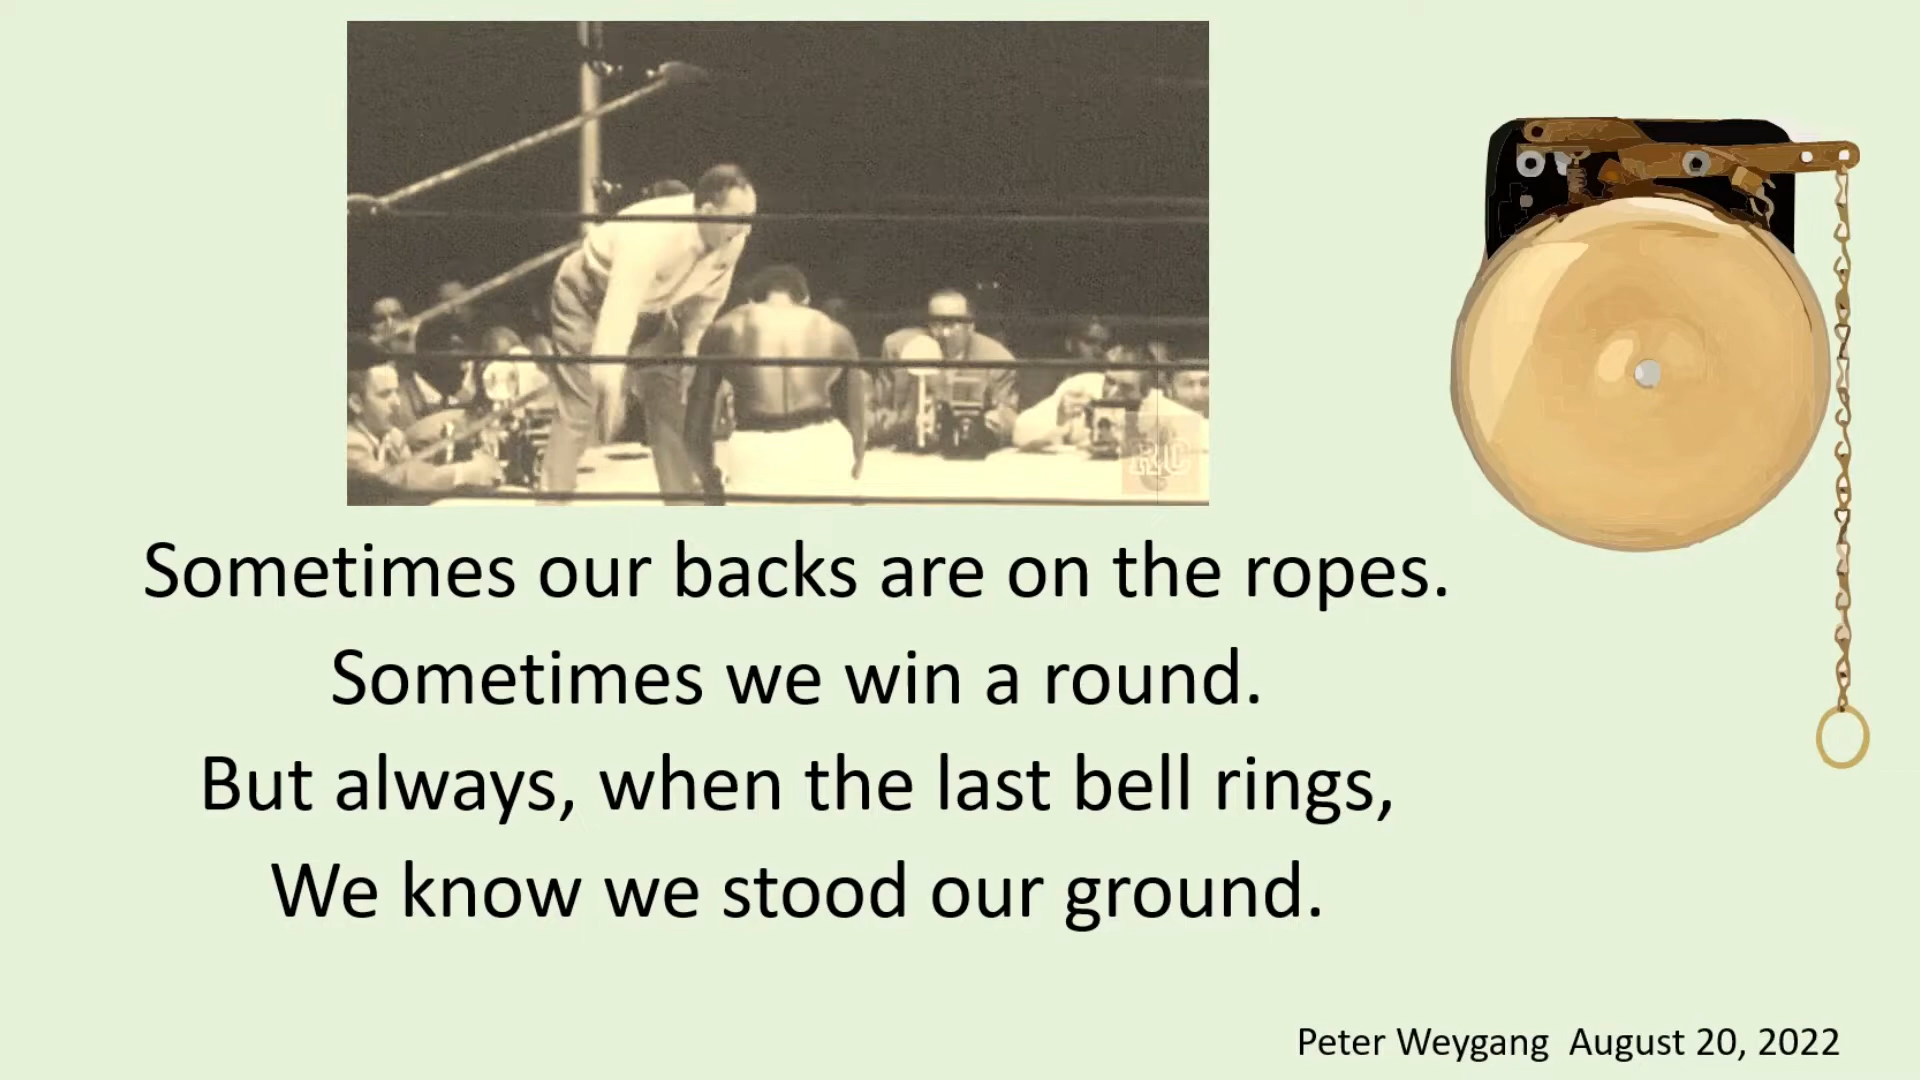 RC
Sometimes our backs are on the ropes.
Sometimes we win a round.
But always, when the last bell rings,
We know we stood our ground.
Peter Weygang  August 20, 2022